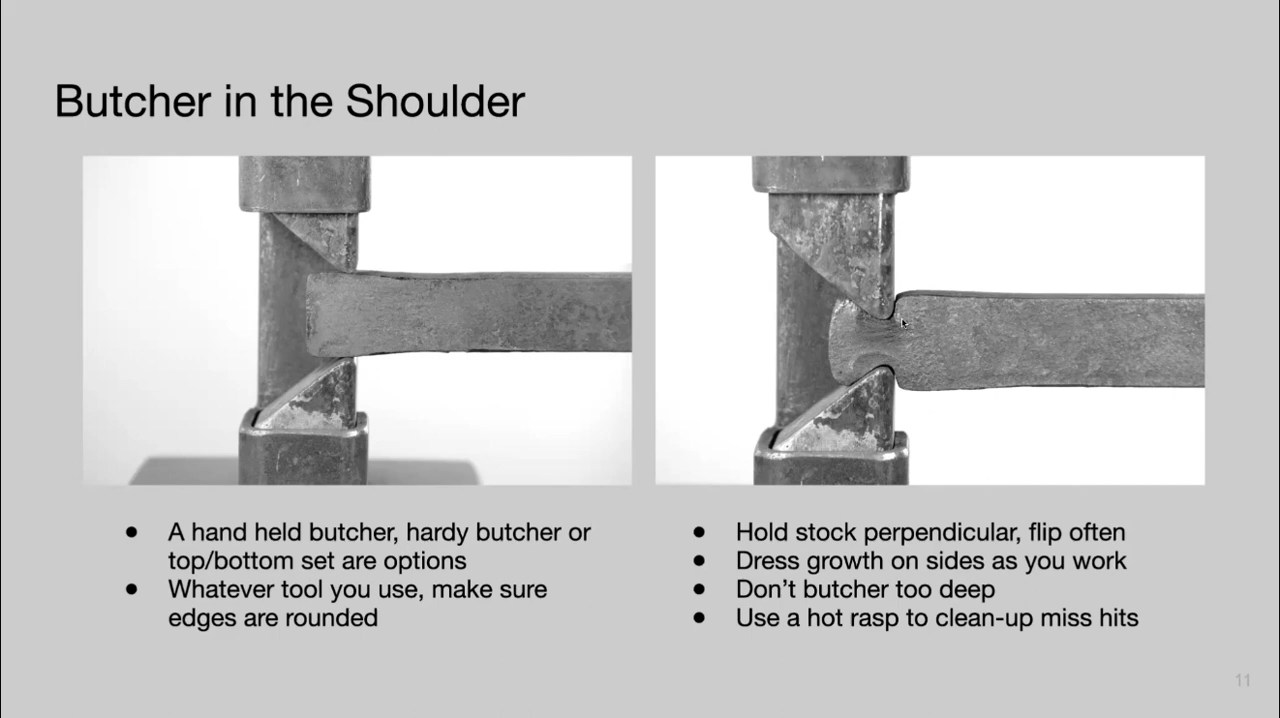 Butcher in the Shoulder
● A hand held butcher, hardy butcher or
top/bottom set are options
● Whatever tool you use, make sure
edges are rounded
● Hold stock perpendicular, flip often
● Dress growth on sides as you work
● Don’t butcher too deep
● Use a hot rasp to clean-up miss hits
11